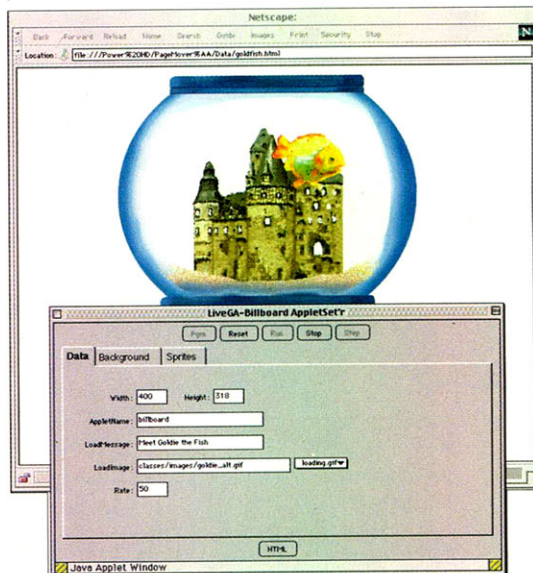 Netscape:
Back Forward Reload Home Search Guide Images Print Security Stop
N
Location: file:///Power%20HD/PageMover%AA/Data/goldfish.html
LiveGA-Billboard AppletSet'r
Reset Run Stop Step
Data Background Sprites
Width: 400 Height: 318
AppletName: billboard
LoadMessage: Meet Goldie the Fish
LoadImage: classes/images/goldie_alt.gif loading.gif
Rate: 50
HTML
Java Applet Window